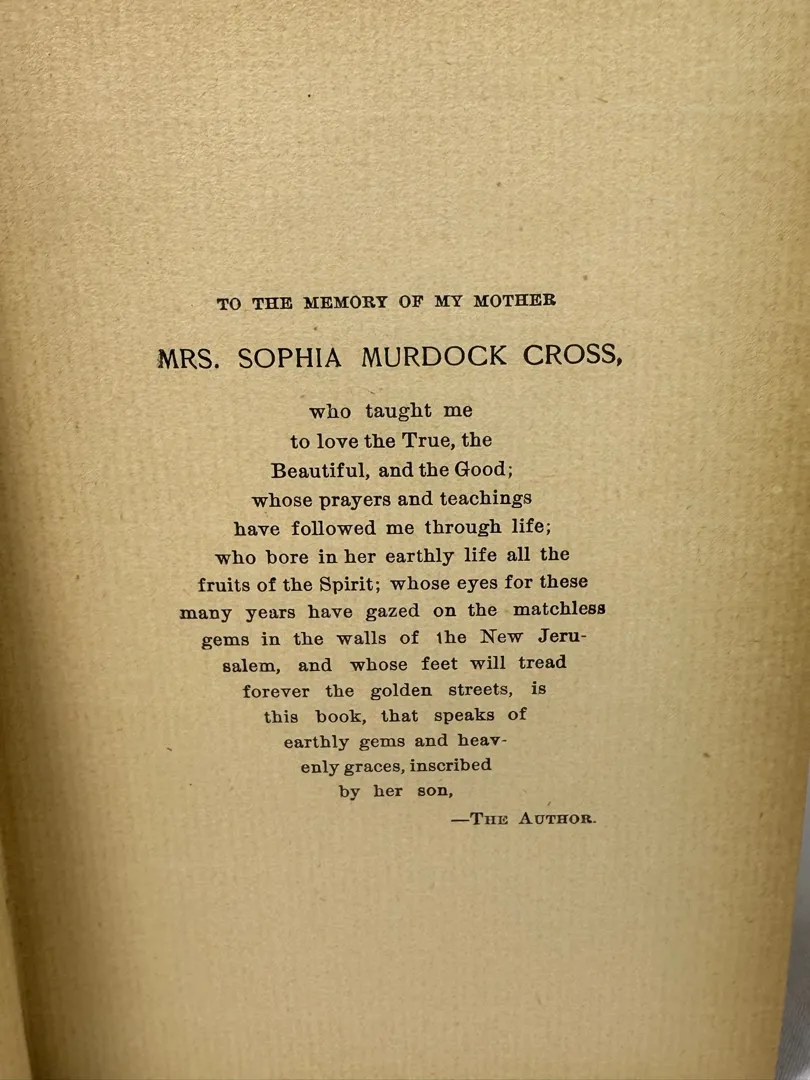 TO THE MEMORY OF MY MOTHER
MRS. SOPHIA MURDOCK CROSS,
who taught me
to love the True, the
Beautiful, and the Good;
whose prayers and teachings
have followed me through life;
who bore in her earthly life all the
fruits of the Spirit; whose eyes for these
many years have gazed on the matchless
gems in the walls of the New Jeru-
salem, and whose feet will tread
forever the golden streets, is
this book, that speaks of
earthly gems and heav-
enly graces, inscribed
by her son,
—THE AUTHOR.